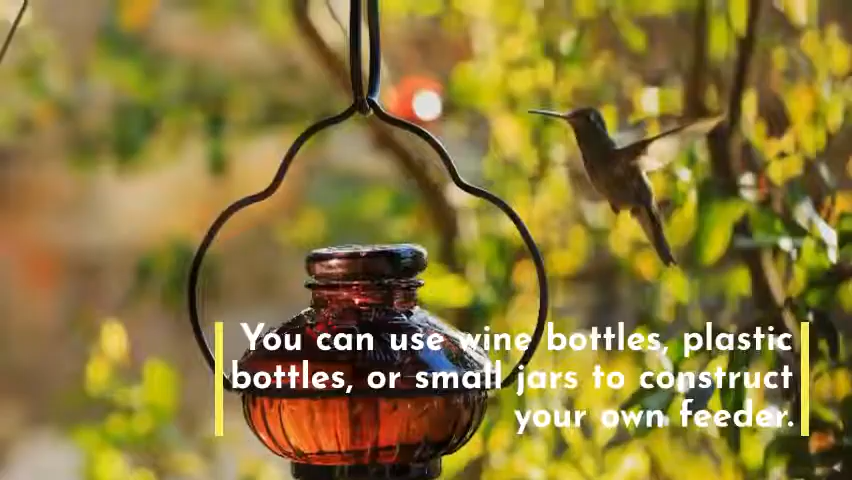 You can use wine bottles, plastic
bottles, or small jars to construct
your own feeder.